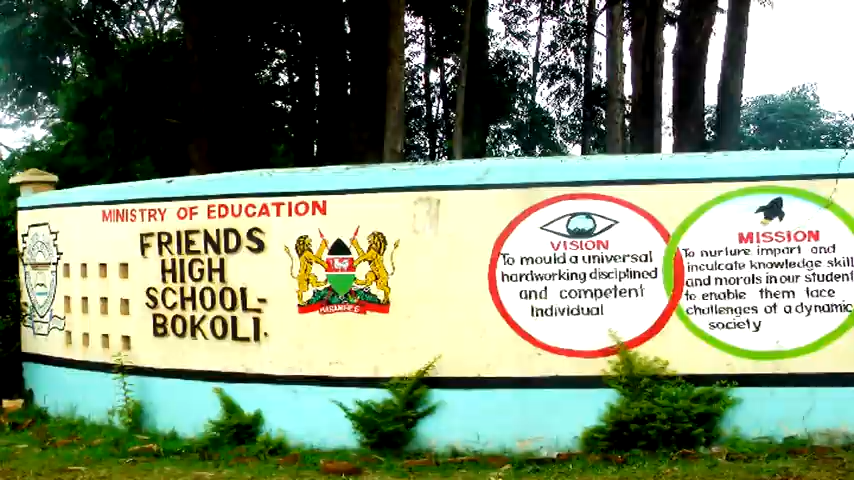 MINISTRY OF EDUCATION
FRIENDS
HIGH
SCHOOL-
BOKOLI.
HARAMBEE
VISION
To mould a universal
hardworking disciplined
and competent
Individual
MISSION
To nurture impart and
inculcate knowledge skill
and morals in our student
to enable them face
challenges of a dynamic
society